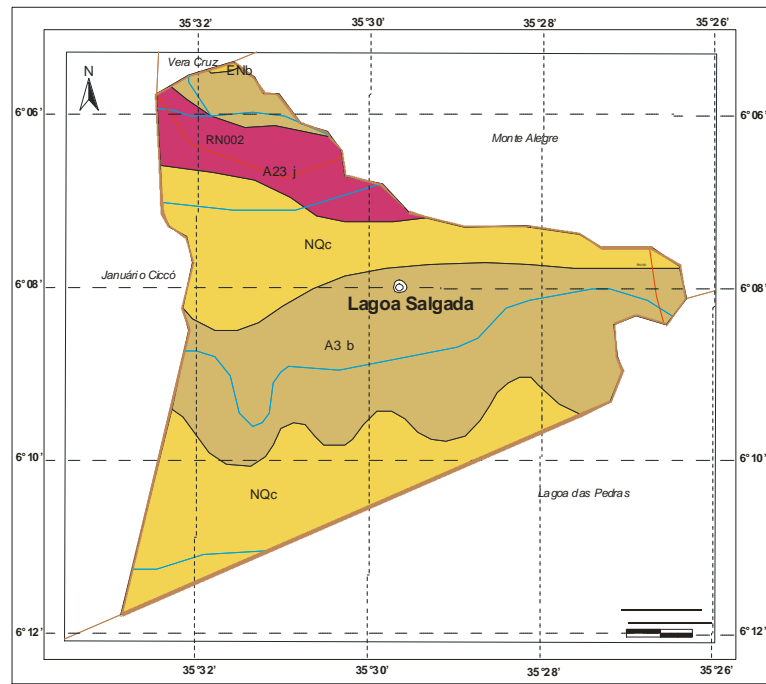 35°32' 35°30' 35°28' 35°26'
Vera Cruz
ENb
N
6°06' 6°06'
RN002
Monte Alegre
A23 j
NQc
Januário Ciccó
6°08' 6°08'
Lagoa Salgada
A3 b
6°10' 6°10'
NQc
Lagoa das Pedras
6°12' 6°12'
35°32' 35°30' 35°28' 35°26'